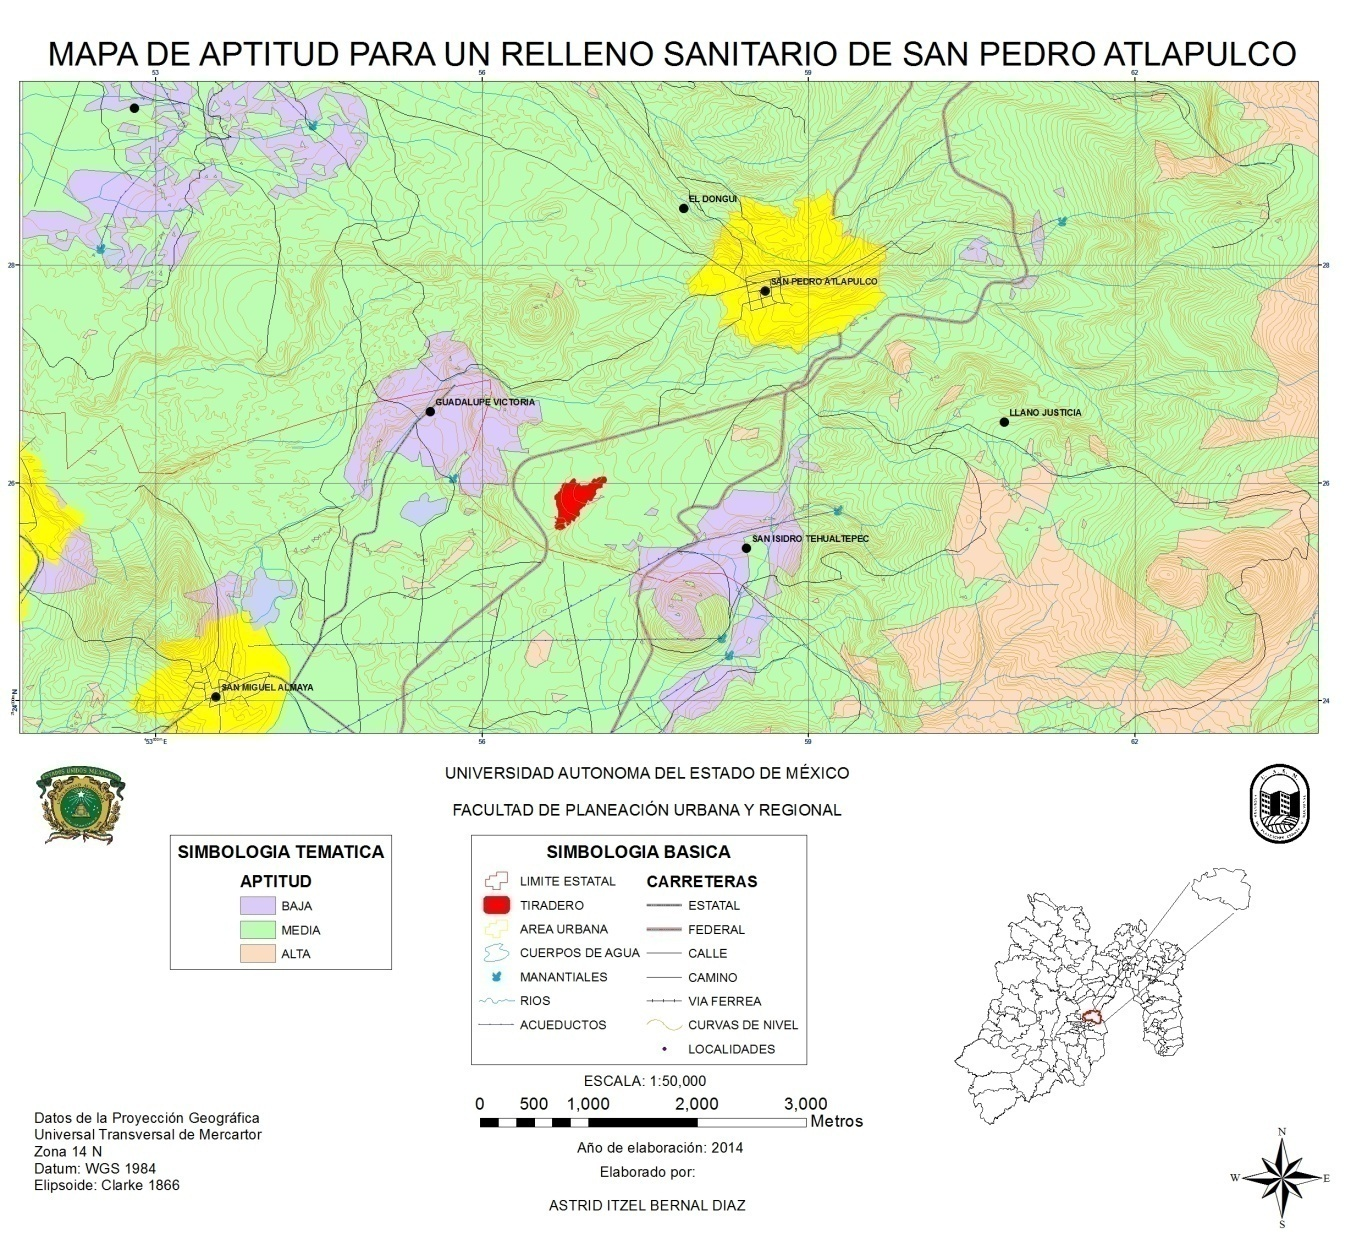 MAPA DE APTITUD PARA UN RELLENO SANITARIO DE SAN PEDRO ATLAPULCO
53 56 59 62
EL DONGUI
28 28
SAN PEDRO ATLAPULCO
GUADALUPE VICTORIA
LLANO JUSTICIA
26 26
SAN ISIDRO TEHUALTEPEC
SAN MIGUEL ALMAYA
24
56 59 62
UNIVERSIDAD AUTONOMA DEL ESTADO DE MÉXICO
FACULTAD DE PLANEACIÓN URBANA Y REGIONAL
SIMBOLOGIA TEMATICA
APTITUD
BAJA
MEDIA
ALTA
SIMBOLOGIA BASICA
LIMITE ESTATAL
TIRADERO
AREA URBANA
CUERPOS DE AGUA
MANANTIALES
RIOS
ACUEDUCTOS
CARRETERAS
ESTATAL
FEDERAL
CALLE
CAMINO
VIA FERREA
CURVAS DE NIVEL
LOCALIDADES
ESCALA: 1:50,000
0 500 1,000 2,000 3,000
Metros
Año de elaboración: 2014
Elaborado por:
ASTRID ITZEL BERNAL DIAZ
Datos de la Proyección Geográfica
Universal Transversal de Mercartor
Zona 14 N
Datum: WGS 1984
Elipsoide: Clarke 1866
N
W E
S